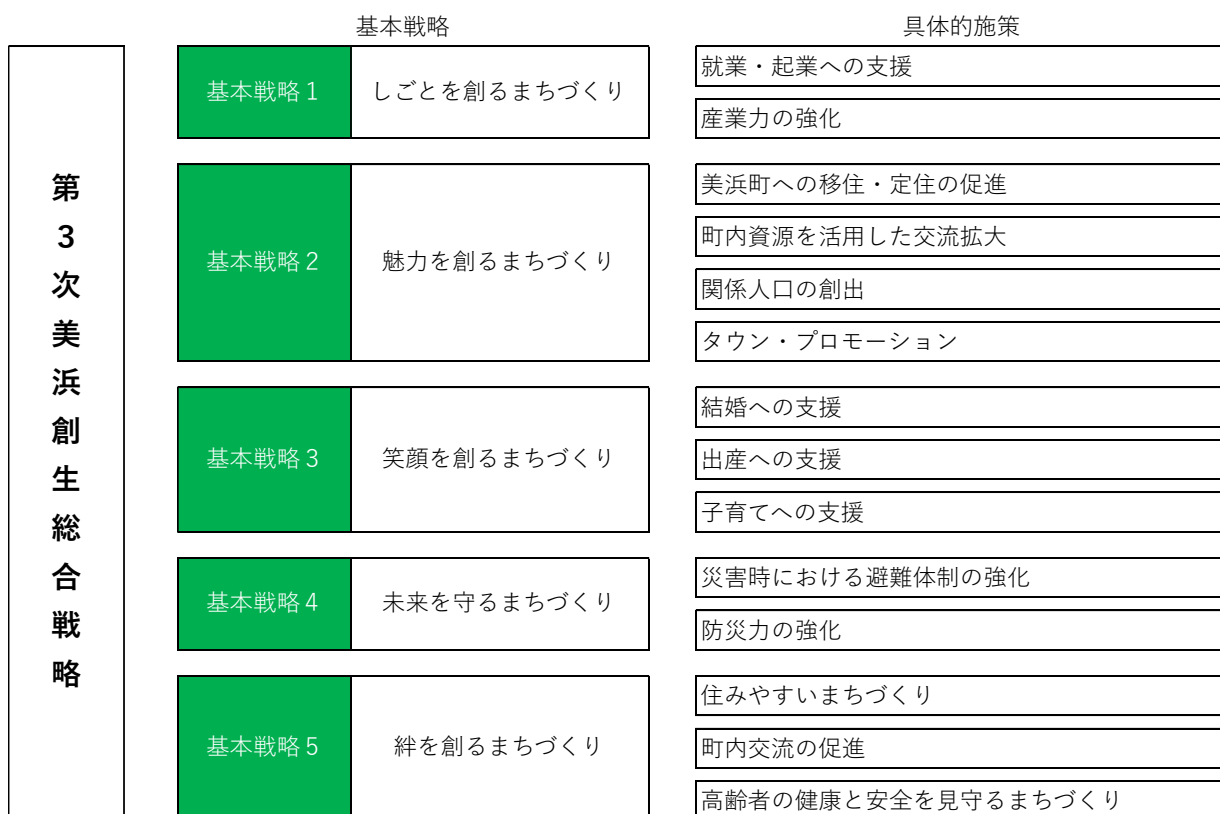 基本戦略
具体的施策
第3次美浜創生総合戦略
基本戦略1
しごとを創るまちづくり
就業・起業への支援
産業力の強化
基本戦略2
魅力を創るまちづくり
美浜町への移住・定住の促進
町内資源を活用した交流拡大
関係人口の創出
タウン・プロモーション
基本戦略3
笑顔を創るまちづくり
結婚への支援
出産への支援
子育てへの支援
基本戦略4
未来を守るまちづくり
災害時における避難体制の強化
防災力の強化
基本戦略5
絆を創るまちづくり
住みやすいまちづくり
町内交流の促進
高齢者の健康と安全を見守るまちづくり